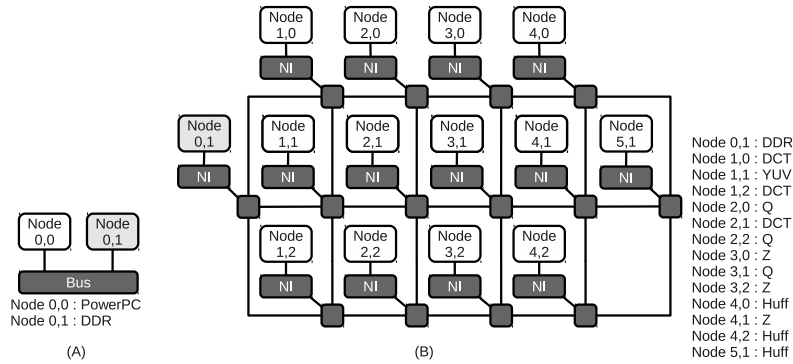 Node
1,0
NI
Node
2,0
NI
Node
3,0
NI
Node
4,0
NI
Node
0,1
NI
Node
1,1
NI
Node
2,1
NI
Node
3,1
NI
Node
4,1
NI
Node
5,1
NI
Node
1,2
NI
Node
2,2
NI
Node
3,2
NI
Node
4,2
NI
Node
0,0
Node
0,1
Bus
Node 0,0 : PowerPC
Node 0,1 : DDR
(A)
(B)
Node 0,1 : DDR
Node 1,0 : DCT
Node 1,1 : YUV
Node 1,2 : DCT
Node 2,0 : Q
Node 2,1 : DCT
Node 2,2 : Q
Node 3,0 : Z
Node 3,1 : Q
Node 3,2 : Z
Node 4,0 : Huff
Node 4,1 : Z
Node 4,2 : Huff
Node 5,1 : Huff